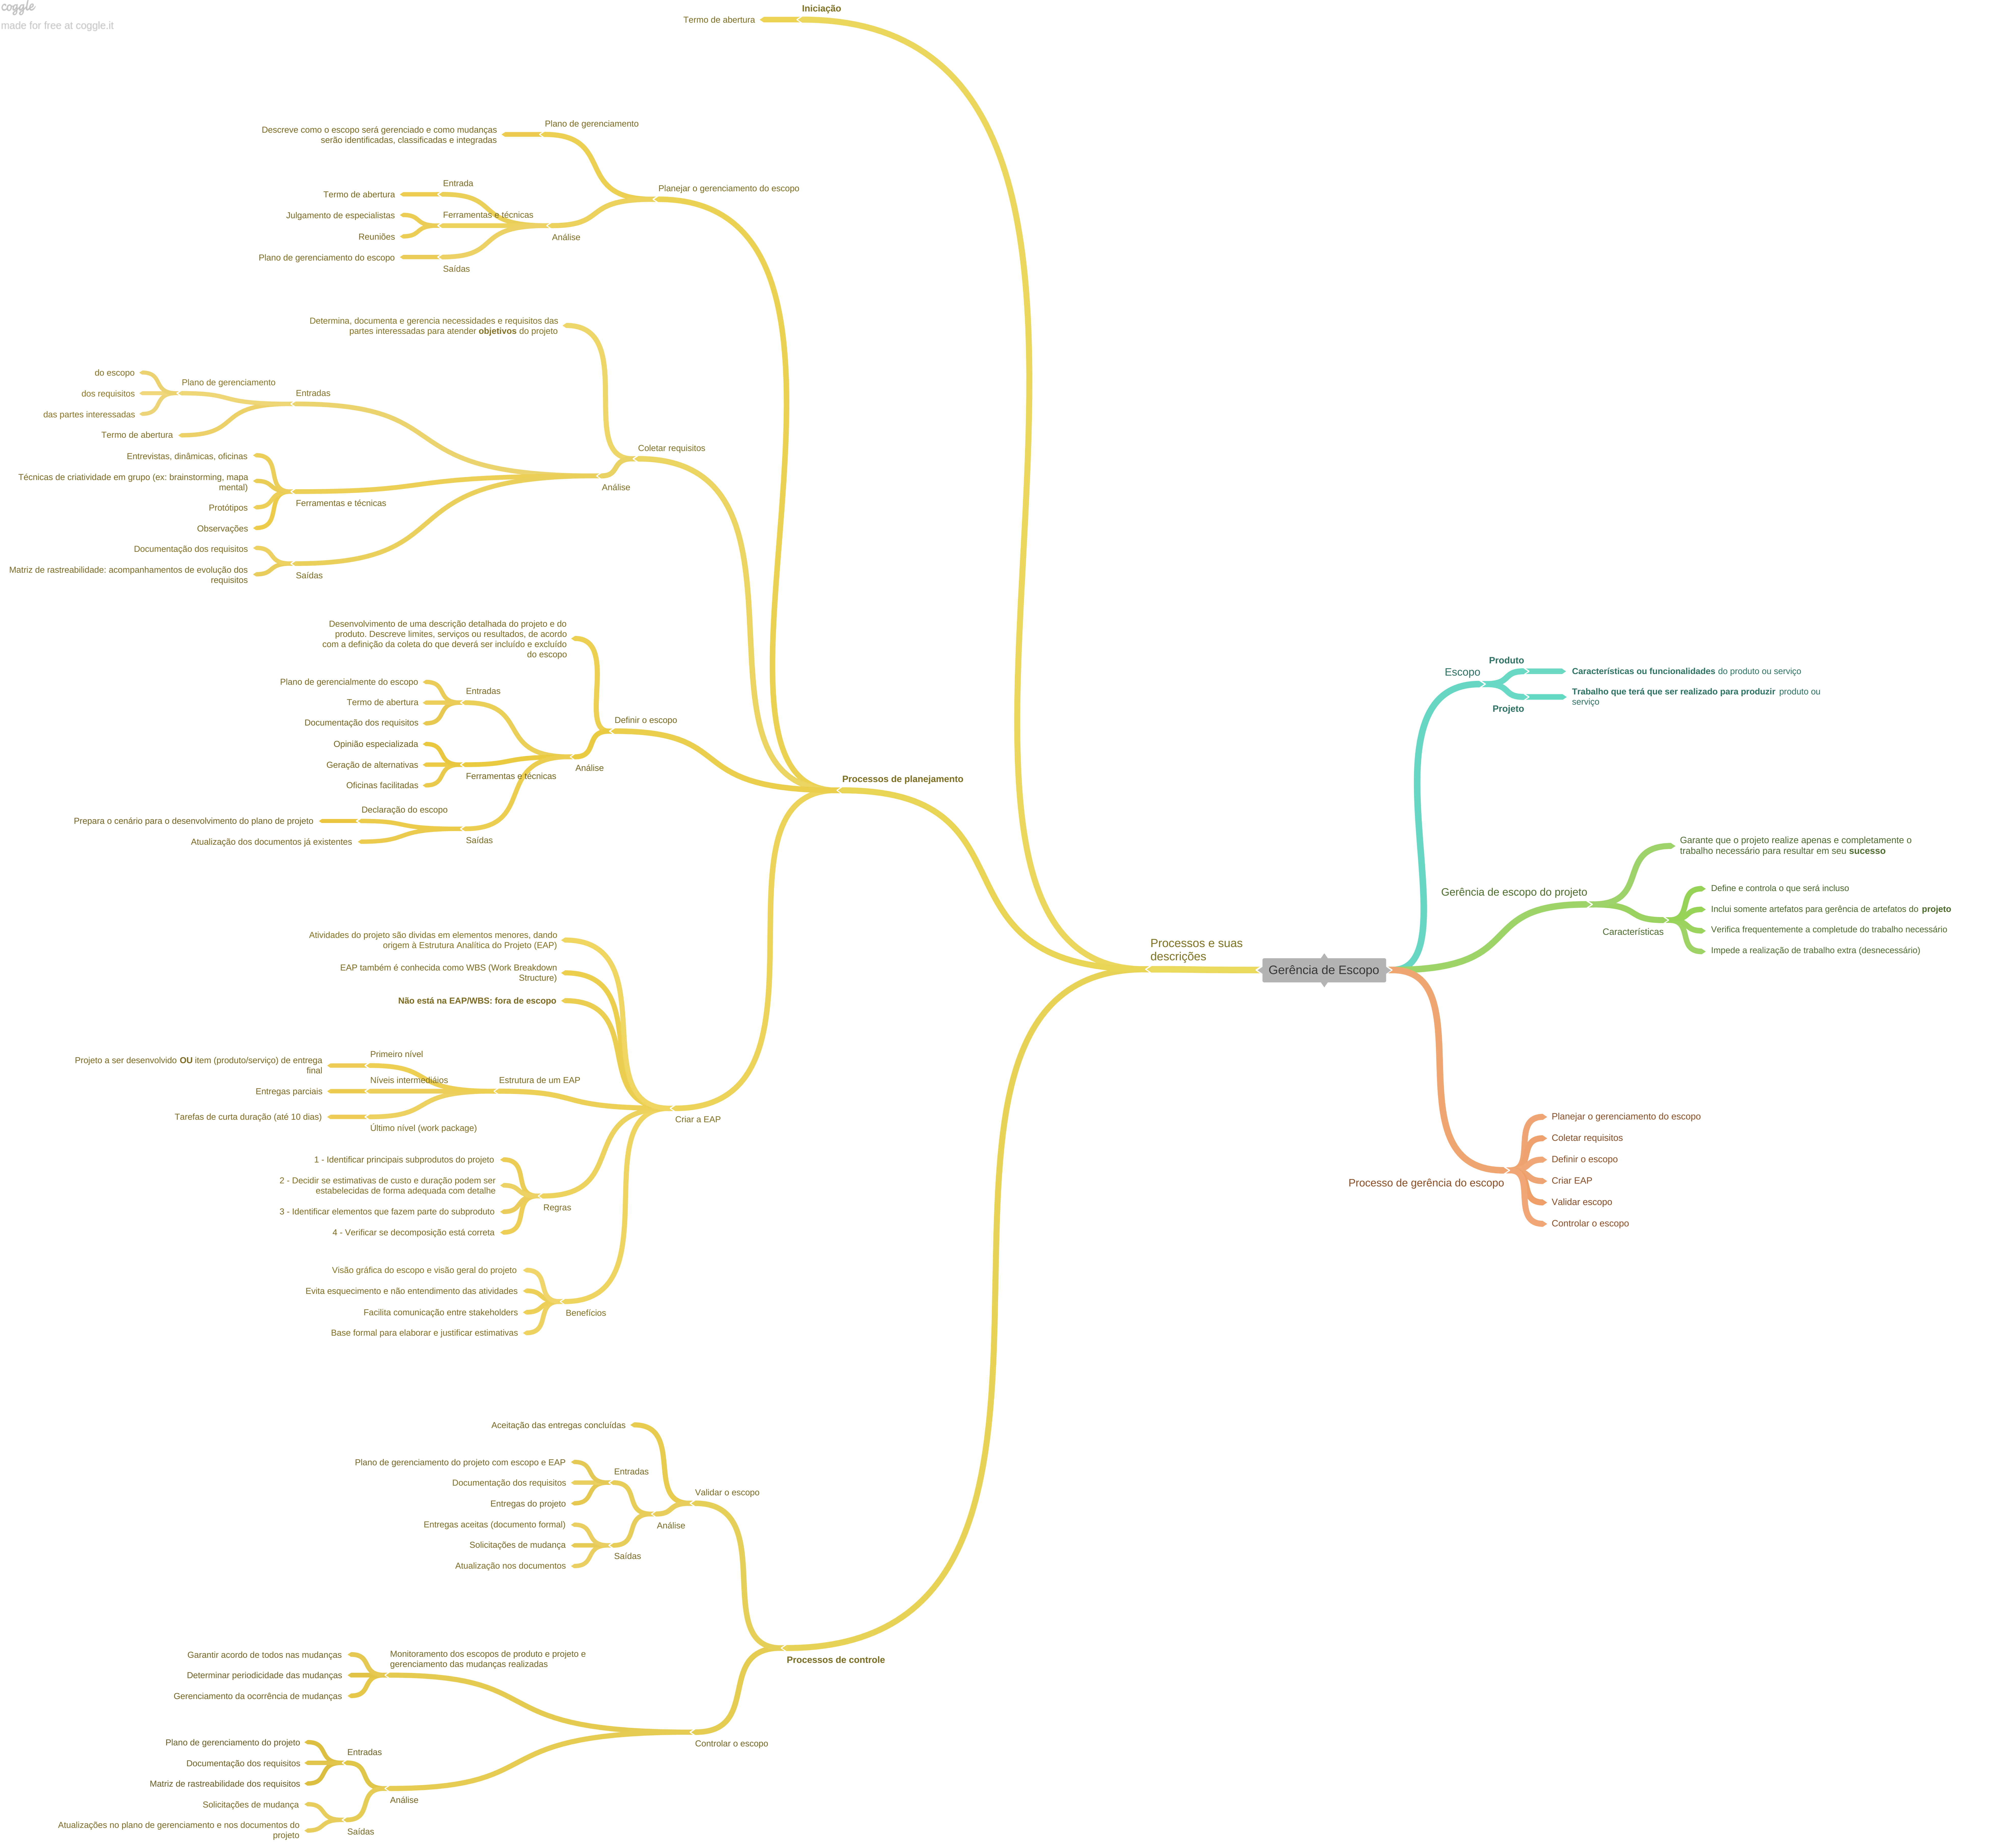 coggle
made for free at coggle.it
Gerência de Escopo
Escopo
Produto
Características ou funcionalidades do produto ou serviço
Projeto
Trabalho que terá que ser realizado para produzir produto ou
serviço
Gerência de escopo do projeto
Garante que o projeto realize apenas e completamente o
trabalho necessário para resultar em seu sucesso
Características
Define e controla o que será incluso
Inclui somente artefatos para gerência de artefatos do projeto
Verifica frequentemente a completude do trabalho necessário
Impede a realização de trabalho extra (desnecessário)
Processo de gerência do escopo
Planejar o gerenciamento do escopo
Coletar requisitos
Definir o escopo
Criar EAP
Validar escopo
Controlar o escopo
Processos e suas
descrições
Iniciação
Termo de abertura
Processos de planejamento
Planejar o gerenciamento do escopo
Plano de gerenciamento
Descreve como o escopo será gerenciado e como mudanças
serão identificadas, classificadas e integradas
Análise
Entrada
Termo de abertura
Ferramentas e técnicas
Julgamento de especialistas
Reuniões
Saídas
Plano de gerenciamento do escopo
Coletar requisitos
Determina, documenta e gerencia necessidades e requisitos das
partes interessadas para atender objetivos do projeto
Análise
Entradas
Plano de gerenciamento
do escopo
dos requisitos
das partes interessadas
Termo de abertura
Ferramentas e técnicas
Entrevistas, dinâmicas, oficinas
Técnicas de criatividade em grupo (ex: brainstorming, mapa
mental)
Protótipos
Observações
Saídas
Documentação dos requisitos
Matriz de rastreabilidade: acompanhamentos de evolução dos
requisitos
Definir o escopo
Desenvolvimento de uma descrição detalhada do projeto e do
produto. Descreve limites, serviços ou resultados, de acordo
com a definição da coleta do que deverá ser incluído e excluído
do escopo
Análise
Entradas
Plano de gerencialmente do escopo
Termo de abertura
Documentação dos requisitos
Ferramentas e técnicas
Opinião especializada
Geração de alternativas
Oficinas facilitadas
Saídas
Declaração do escopo
Prepara o cenário para o desenvolvimento do plano de projeto
Atualização dos documentos já existentes
Criar a EAP
Atividades do projeto são dividas em elementos menores, dando
origem à Estrutura Analítica do Projeto (EAP)
EAP também é conhecida como WBS (Work Breakdown
Structure)
Não está na EAP/WBS: fora de escopo
Estrutura de um EAP
Primeiro nível
Projeto a ser desenvolvido OU item (produto/serviço) de entrega
final
Níveis intermediáios
Entregas parciais
Último nível (work package)
Tarefas de curta duração (até 10 dias)
Regras
1 - Identificar principais subprodutos do projeto
2 - Decidir se estimativas de custo e duração podem ser
estabelecidas de forma adequada com detalhe
3 - Identificar elementos que fazem parte do subproduto
4 - Verificar se decomposição está correta
Benefícios
Visão gráfica do escopo e visão geral do projeto
Evita esquecimento e não entendimento das atividades
Facilita comunicação entre stakeholders
Base formal para elaborar e justificar estimativas
Processos de controle
Validar o escopo
Aceitação das entregas concluídas
Análise
Entradas
Plano de gerenciamento do projeto com escopo e EAP
Documentação dos requisitos
Entregas do projeto
Saídas
Entregas aceitas (documento formal)
Solicitações de mudança
Atualização nos documentos
Controlar o escopo
Monitoramento dos escopos de produto e projeto e
gerenciamento das mudanças realizadas
Garantir acordo de todos nas mudanças
Determinar periodicidade das mudanças
Gerenciamento da ocorrência de mudanças
Análise
Entradas
Plano de gerenciamento do projeto
Documentação dos requisitos
Matriz de rastreabilidade dos requisitos
Saídas
Solicitações de mudança
Atualizações no plano de gerenciamento e nos documentos do
projeto